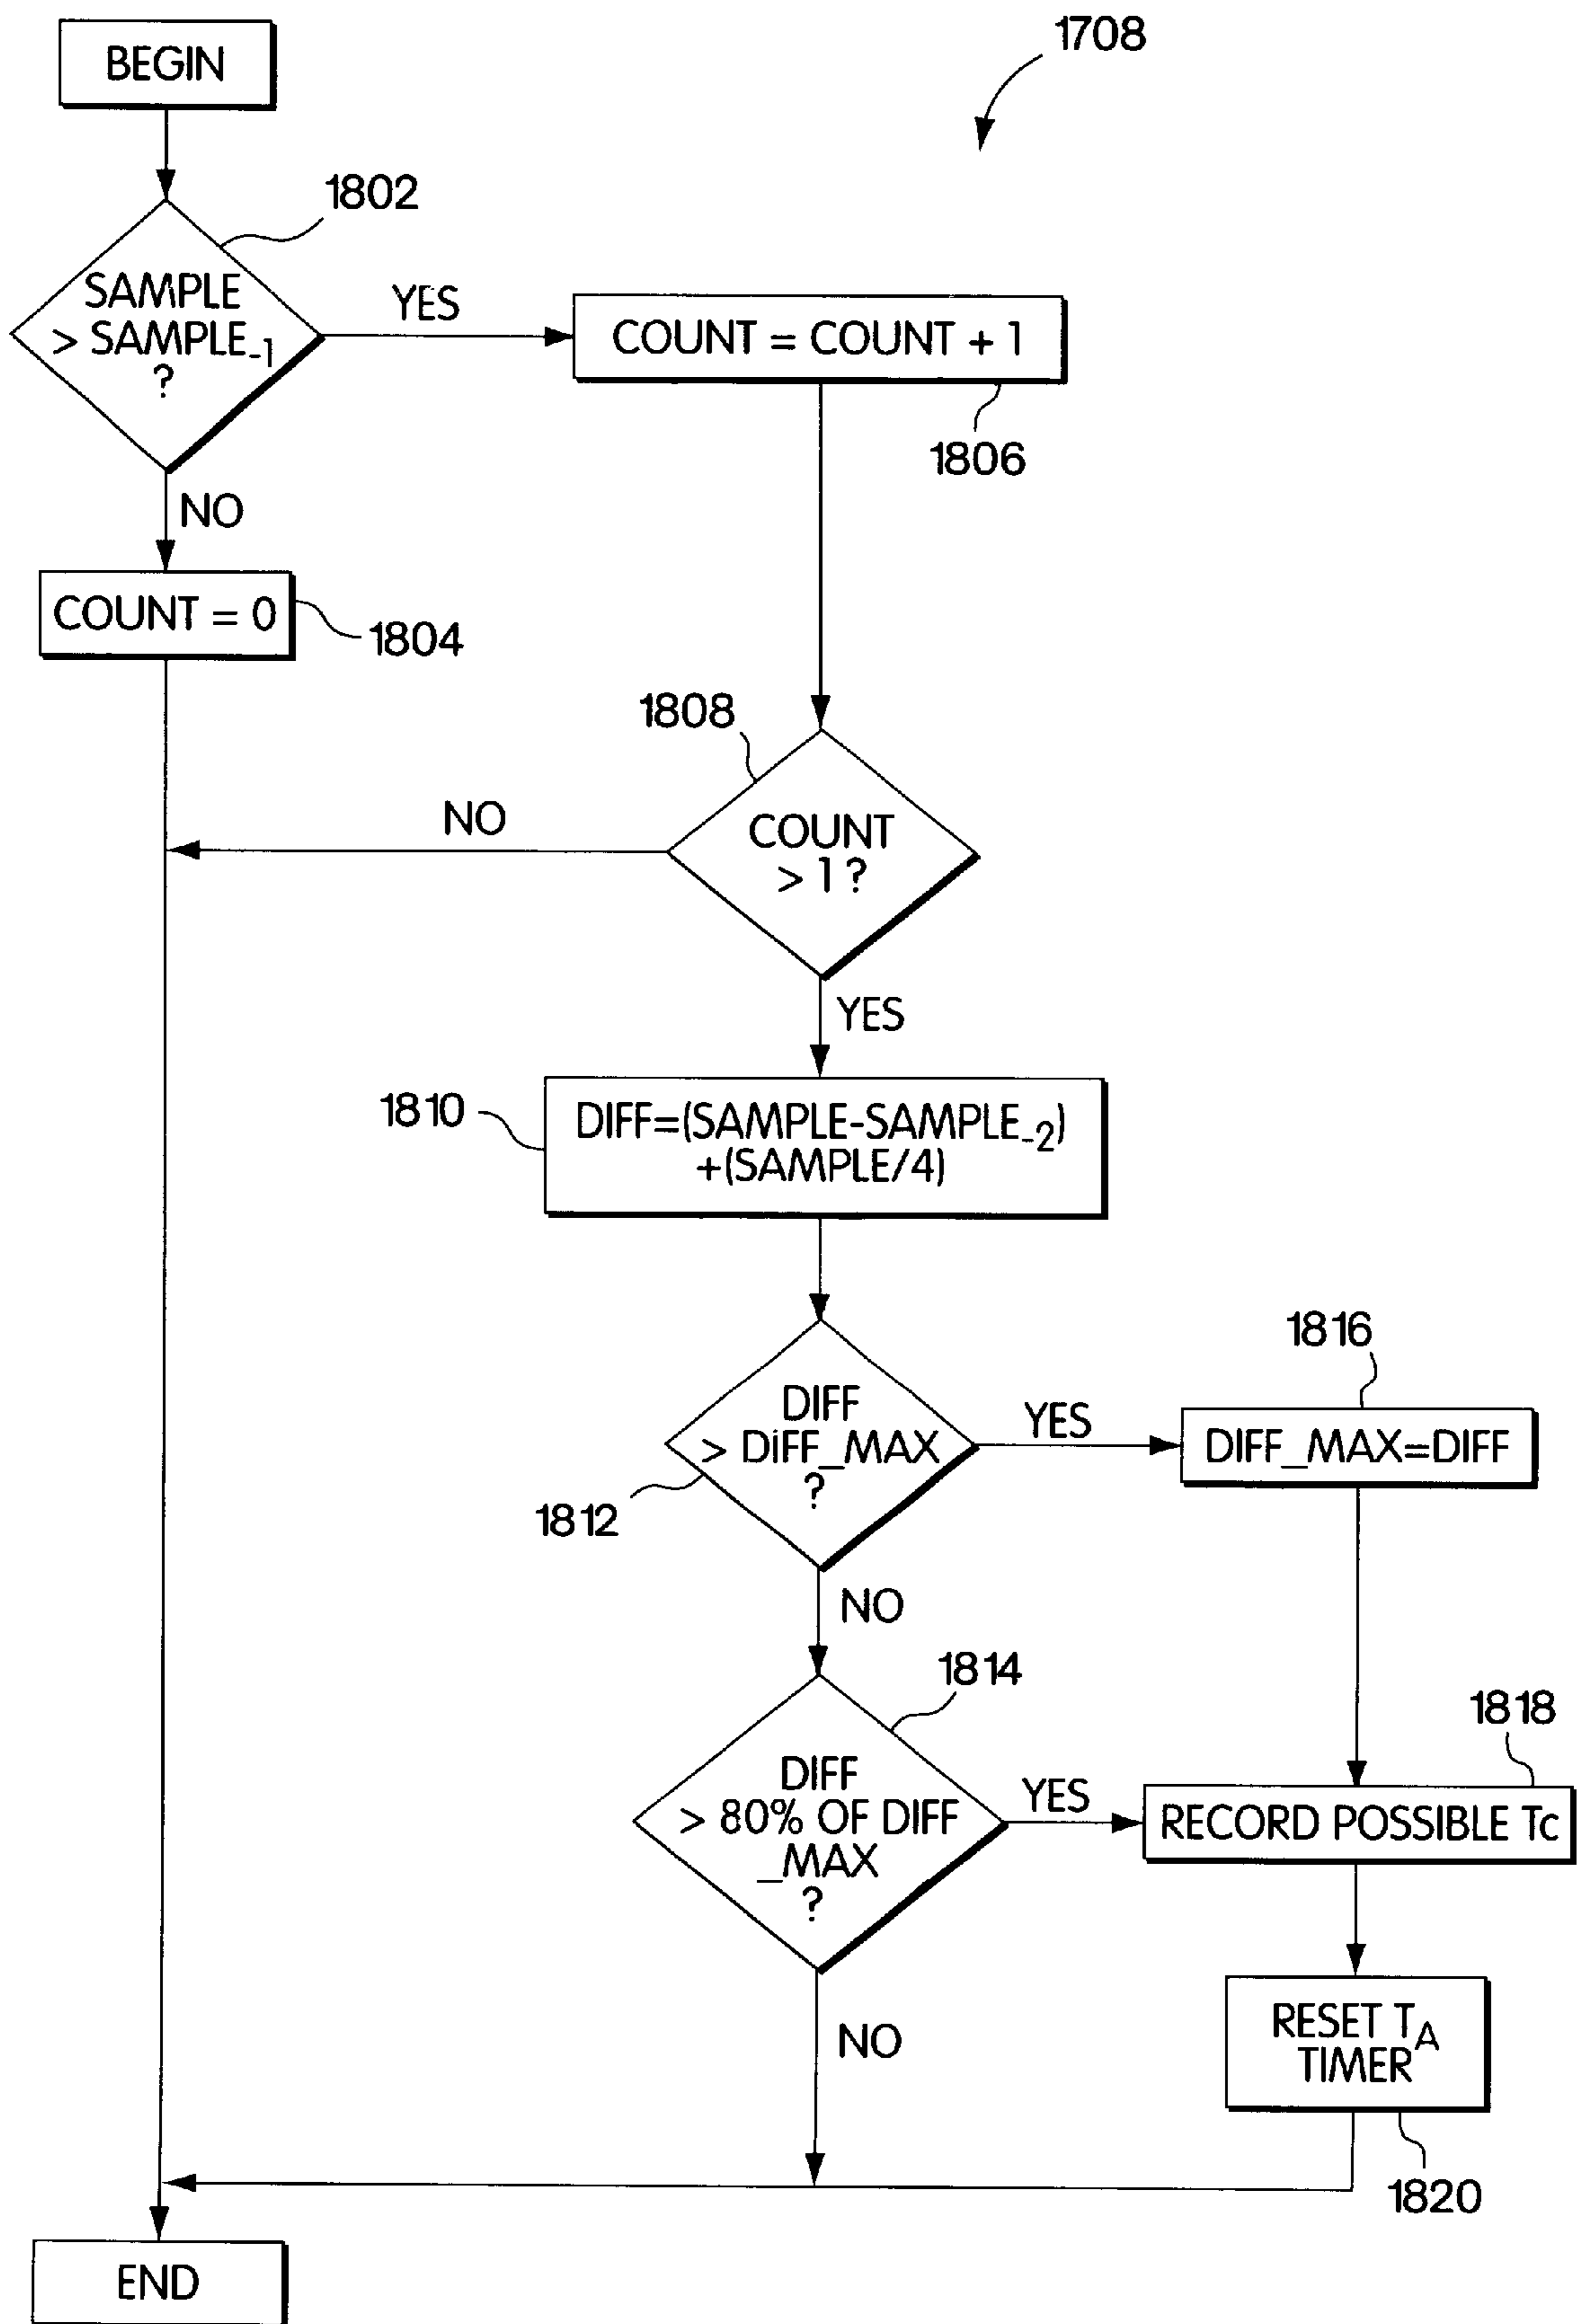 1708
BEGIN
1802
SAMPLE
> SAMPLE-1
?
YES
COUNT = COUNT + 1
1806
NO
COUNT = 0
1804
1808
COUNT
> 1 ?
NO
YES
1810
DIFF=(SAMPLE-SAMPLE-2)
+(SAMPLE/4)
1812
DIFF
> DIFF_MAX
?
YES
1816
DIFF_MAX=DIFF
NO
1814
DIFF
> 80% OF DIFF
_MAX
?
YES
1818
RECORD POSSIBLE Tc
NO
RESET TA
TIMER
1820
END